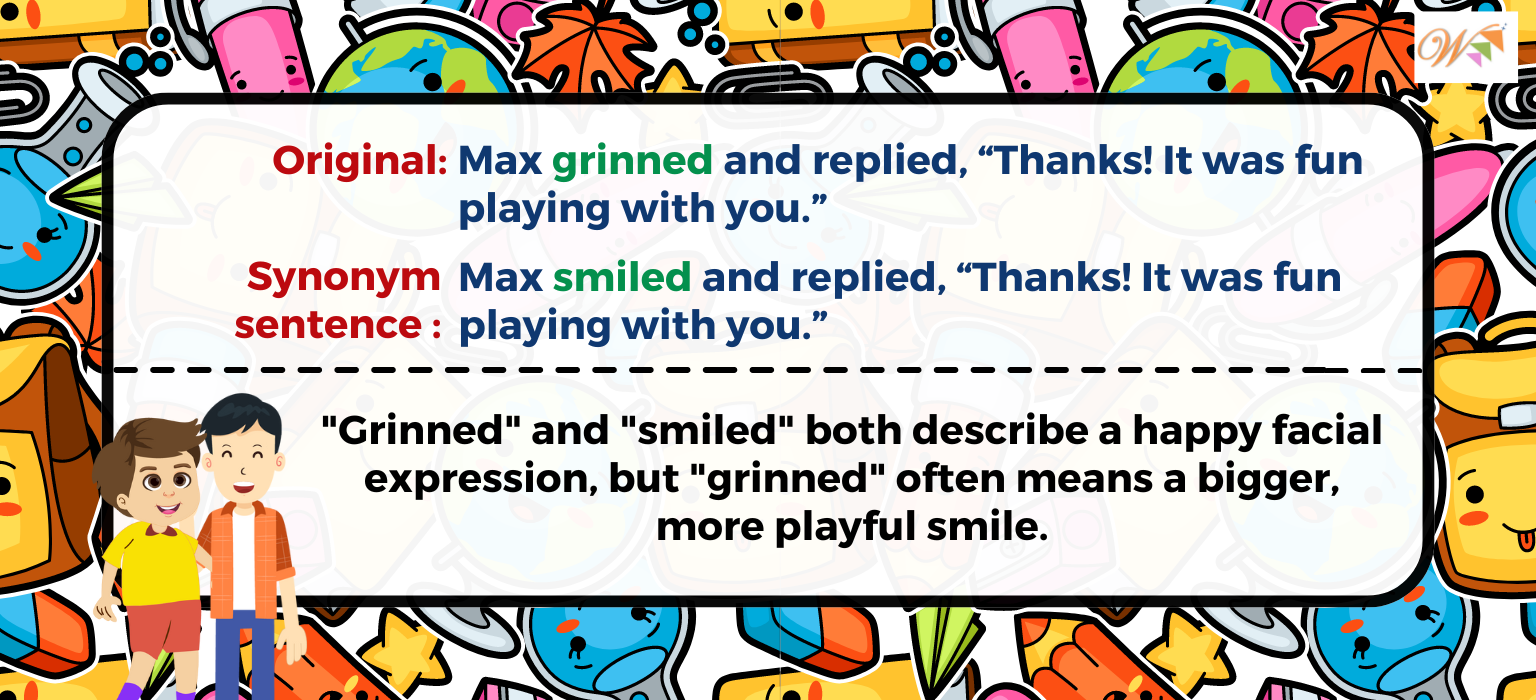 W
Original: Max grinned and replied, “Thanks! It was fun
playing with you.”
Synonym Max smiled and replied, “Thanks! It was fun
sentence : playing with you.”
"Grinned" and "smiled" both describe a happy facial
expression, but "grinned" often means a bigger,
more playful smile.